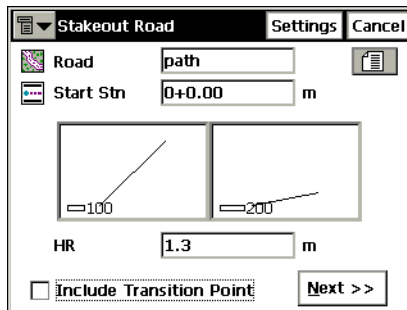 Stakeout Road Settings Cancel
Road path
Start Stn 0+0.00 m
100 200
HR 1.3 m
Include Transition Point Next >>